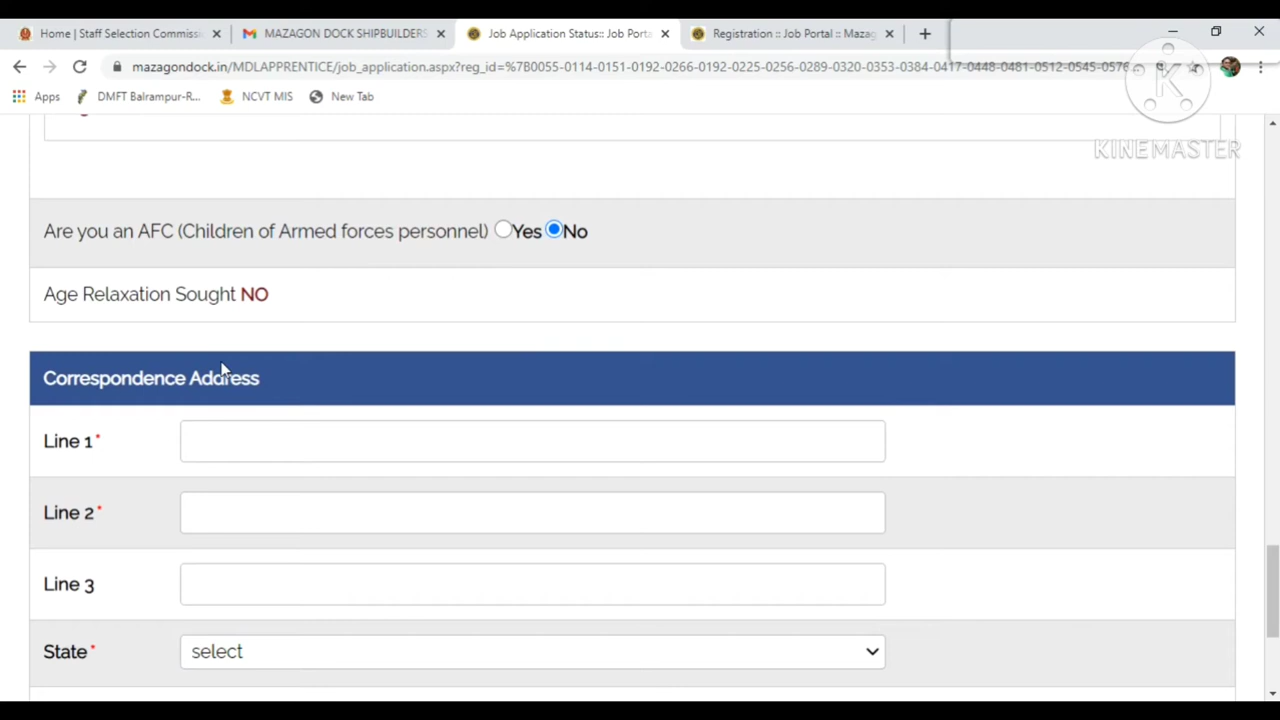 Home | Staff Selection Commissi
MAZAGON DOCK SHIPBUILDERS
Job Application Status:: Job Porta
Registration :: Job Portal :: Mazag
mazagondock.in/MDLAPPRENTICE/job_application.aspx?reg_id=%7B0055-0114-0151-0192-0266-0192-0225-0256-0289-0320-0353-0384-0417-0448-0481-0512-0545-0576
Apps
DMFT Balrampur-R...
NCVT MIS
New Tab
K
KINEMASTER
Are you an AFC (Children of Armed forces personnel) Yes No
Age Relaxation Sought NO
Correspondence Address
Line 1*
Line 2*
Line 3
State* select